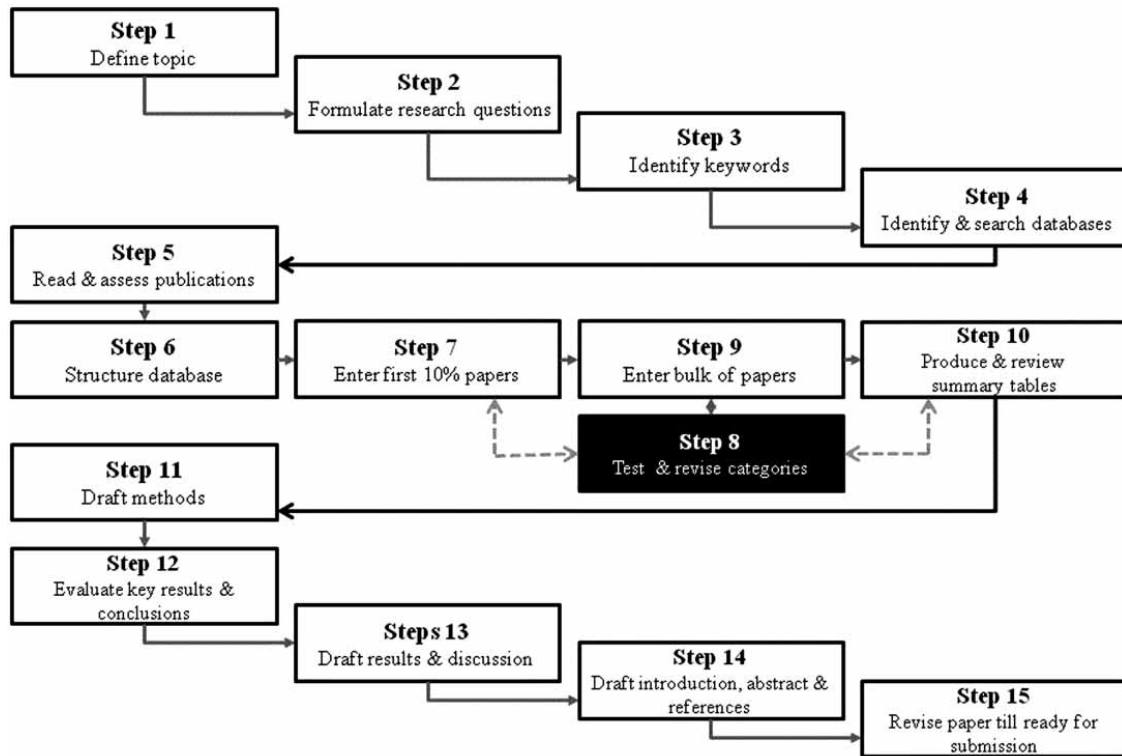 Step 1
Define topic
Step 2
Formulate research questions
Step 3
Identify keywords
Step 4
Identify & search databases
Step 5
Read & assess publications
Step 6
Structure database
Step 7
Enter first 10% papers
Step 9
Enter bulk of papers
Step 10
Produce & review
summary tables
Step 8
Test & revise categories
Step 11
Draft methods
Step 12
Evaluate key results &
conclusions
Steps 13
Draft results & discussion
Step 14
Draft introduction, abstract &
references
Step 15
Revise paper till ready for
submission